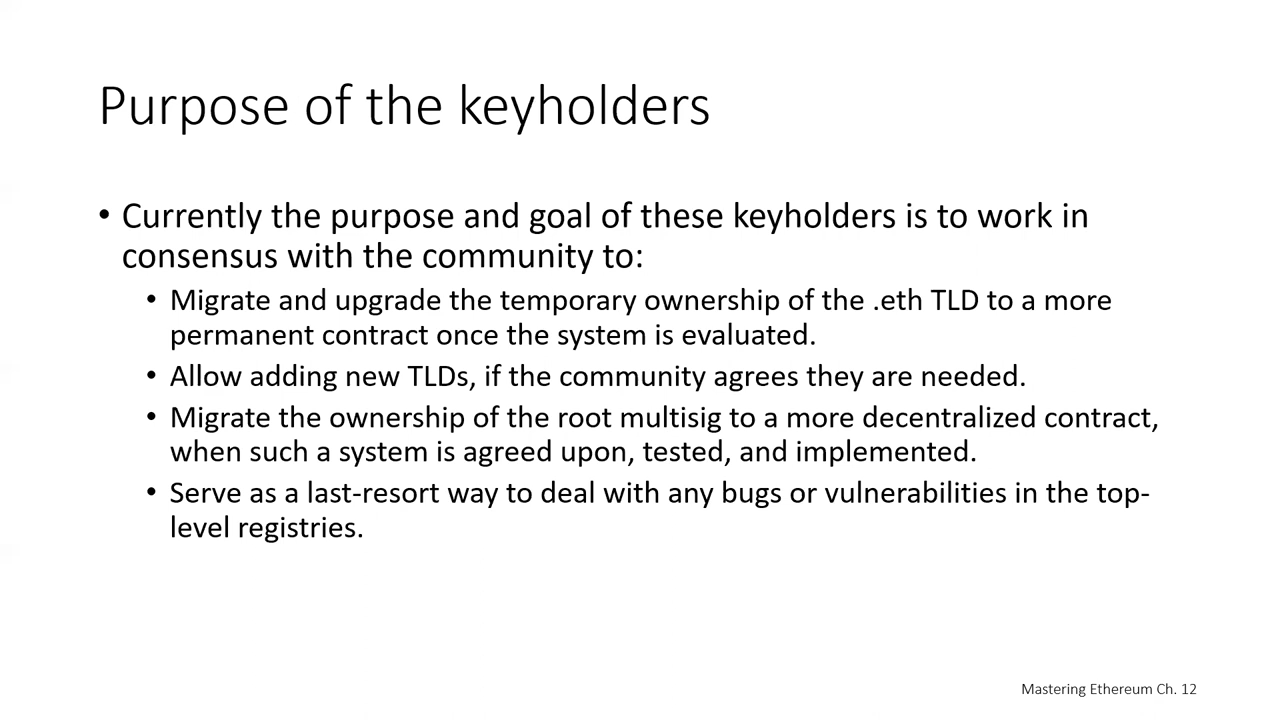 Purpose of the keyholders
• Currently the purpose and goal of these keyholders is to work in
consensus with the community to:
• Migrate and upgrade the temporary ownership of the .eth TLD to a more
permanent contract once the system is evaluated.
• Allow adding new TLDs, if the community agrees they are needed.
• Migrate the ownership of the root multisig to a more decentralized contract,
when such a system is agreed upon, tested, and implemented.
• Serve as a last-resort way to deal with any bugs or vulnerabilities in the top-
level registries.
Mastering Ethereum Ch. 12